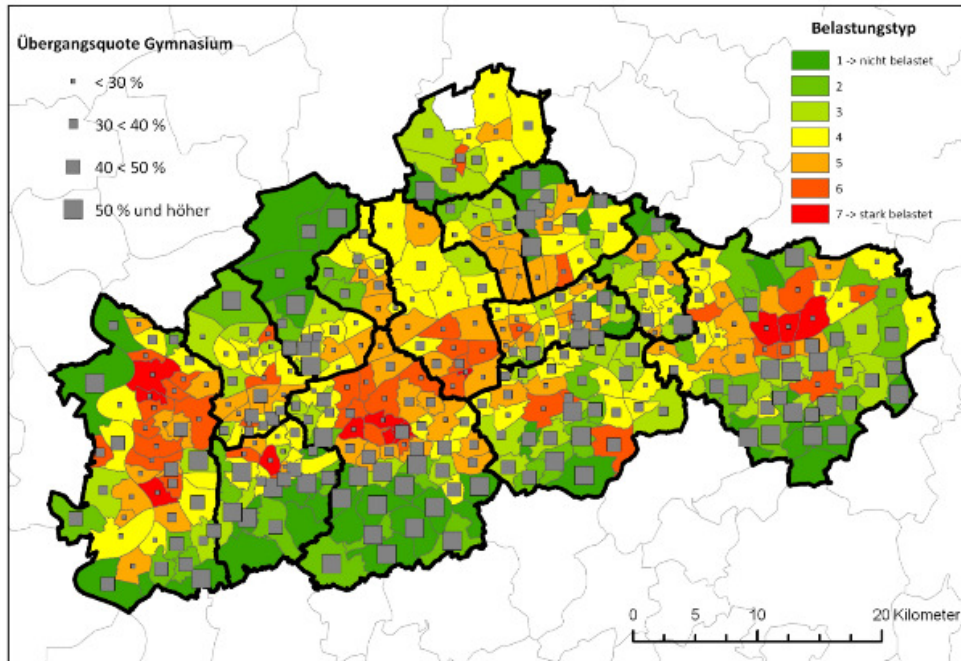 Übergangsquote Gymnasium
< 30 %
30 < 40 %
40 < 50 %
50 % und höher
Belastungstyp
1 -> nicht belastet
2
3
4
5
6
7 -> stark belastet
0 5 10 20 Kilometer